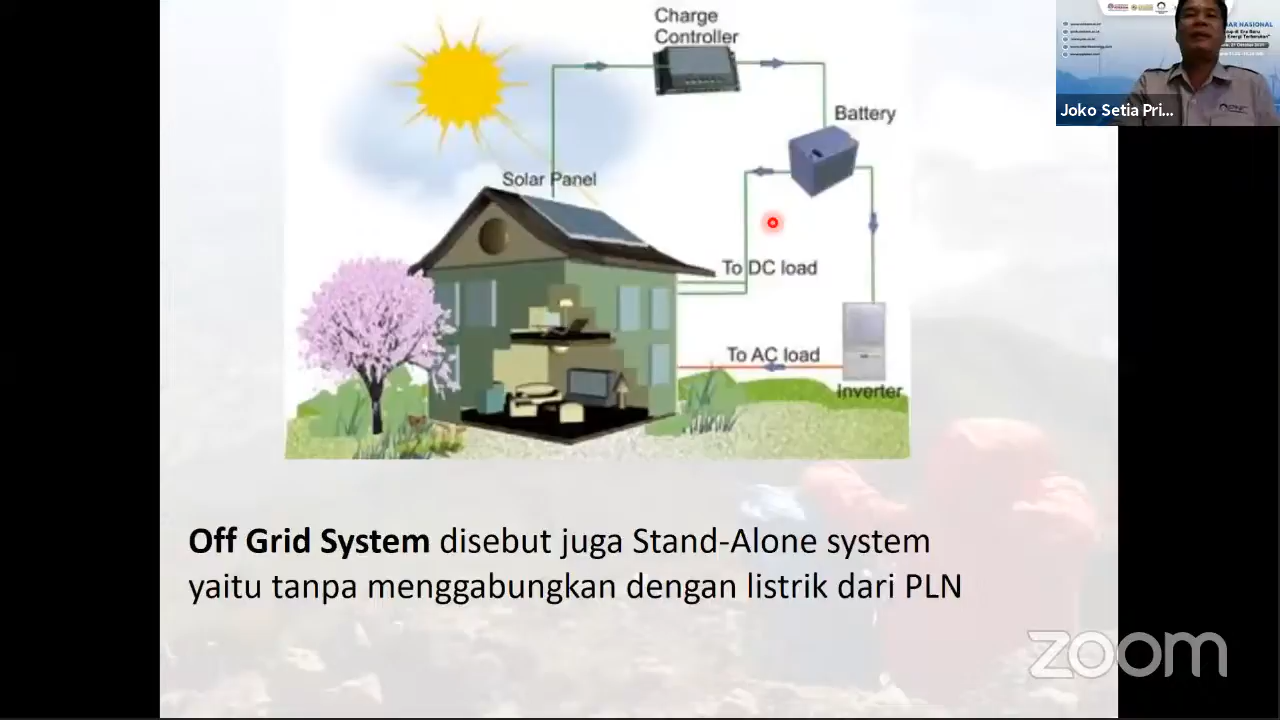 Charge
Controller
Battery
Solar Panel
To DC load
To AC load
Inverter
Off Grid System disebut juga Stand-Alone system
yaitu tanpa menggabungkan dengan listrik dari PLN
Joko Setia Pri...
zoom